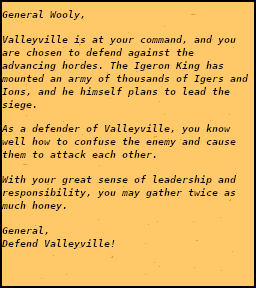 General Wooly,
Valleyville is at your command, and you
are chosen to defend against the
advancing hordes. The Igeron King has
mounted an army of thousands of Igers and
Ions, and he himself plans to lead the
siege.
As a defender of Valleyville, you know
well how to confuse the enemy and cause
them to attack each other.
With your great sense of leadership and
responsibility, you may gather twice as
much honey.
General,
Defend Valleyville!